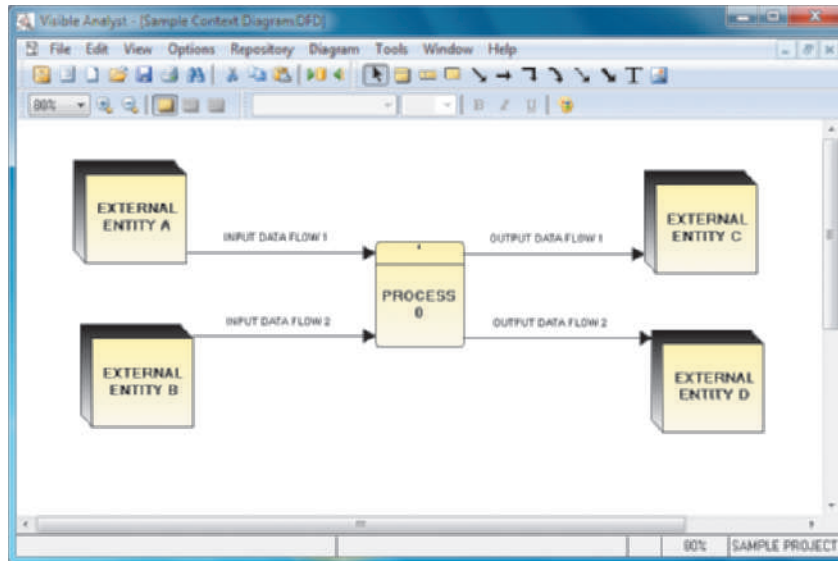 Visible Analyst - [Sample Context Diagram.DFD]
File Edit View Options Repository Diagram Tools Window Help
T
80%
B I U
EXTERNAL
ENTITY A
INPUT DATA FLOW 1
OUTPUT DATA FLOW 1
EXTERNAL
ENTITY C
PROCESS
0
INPUT DATA FLOW 2
OUTPUT DATA FLOW 2
EXTERNAL
ENTITY B
EXTERNAL
ENTITY D
80% SAMPLE PROJECT